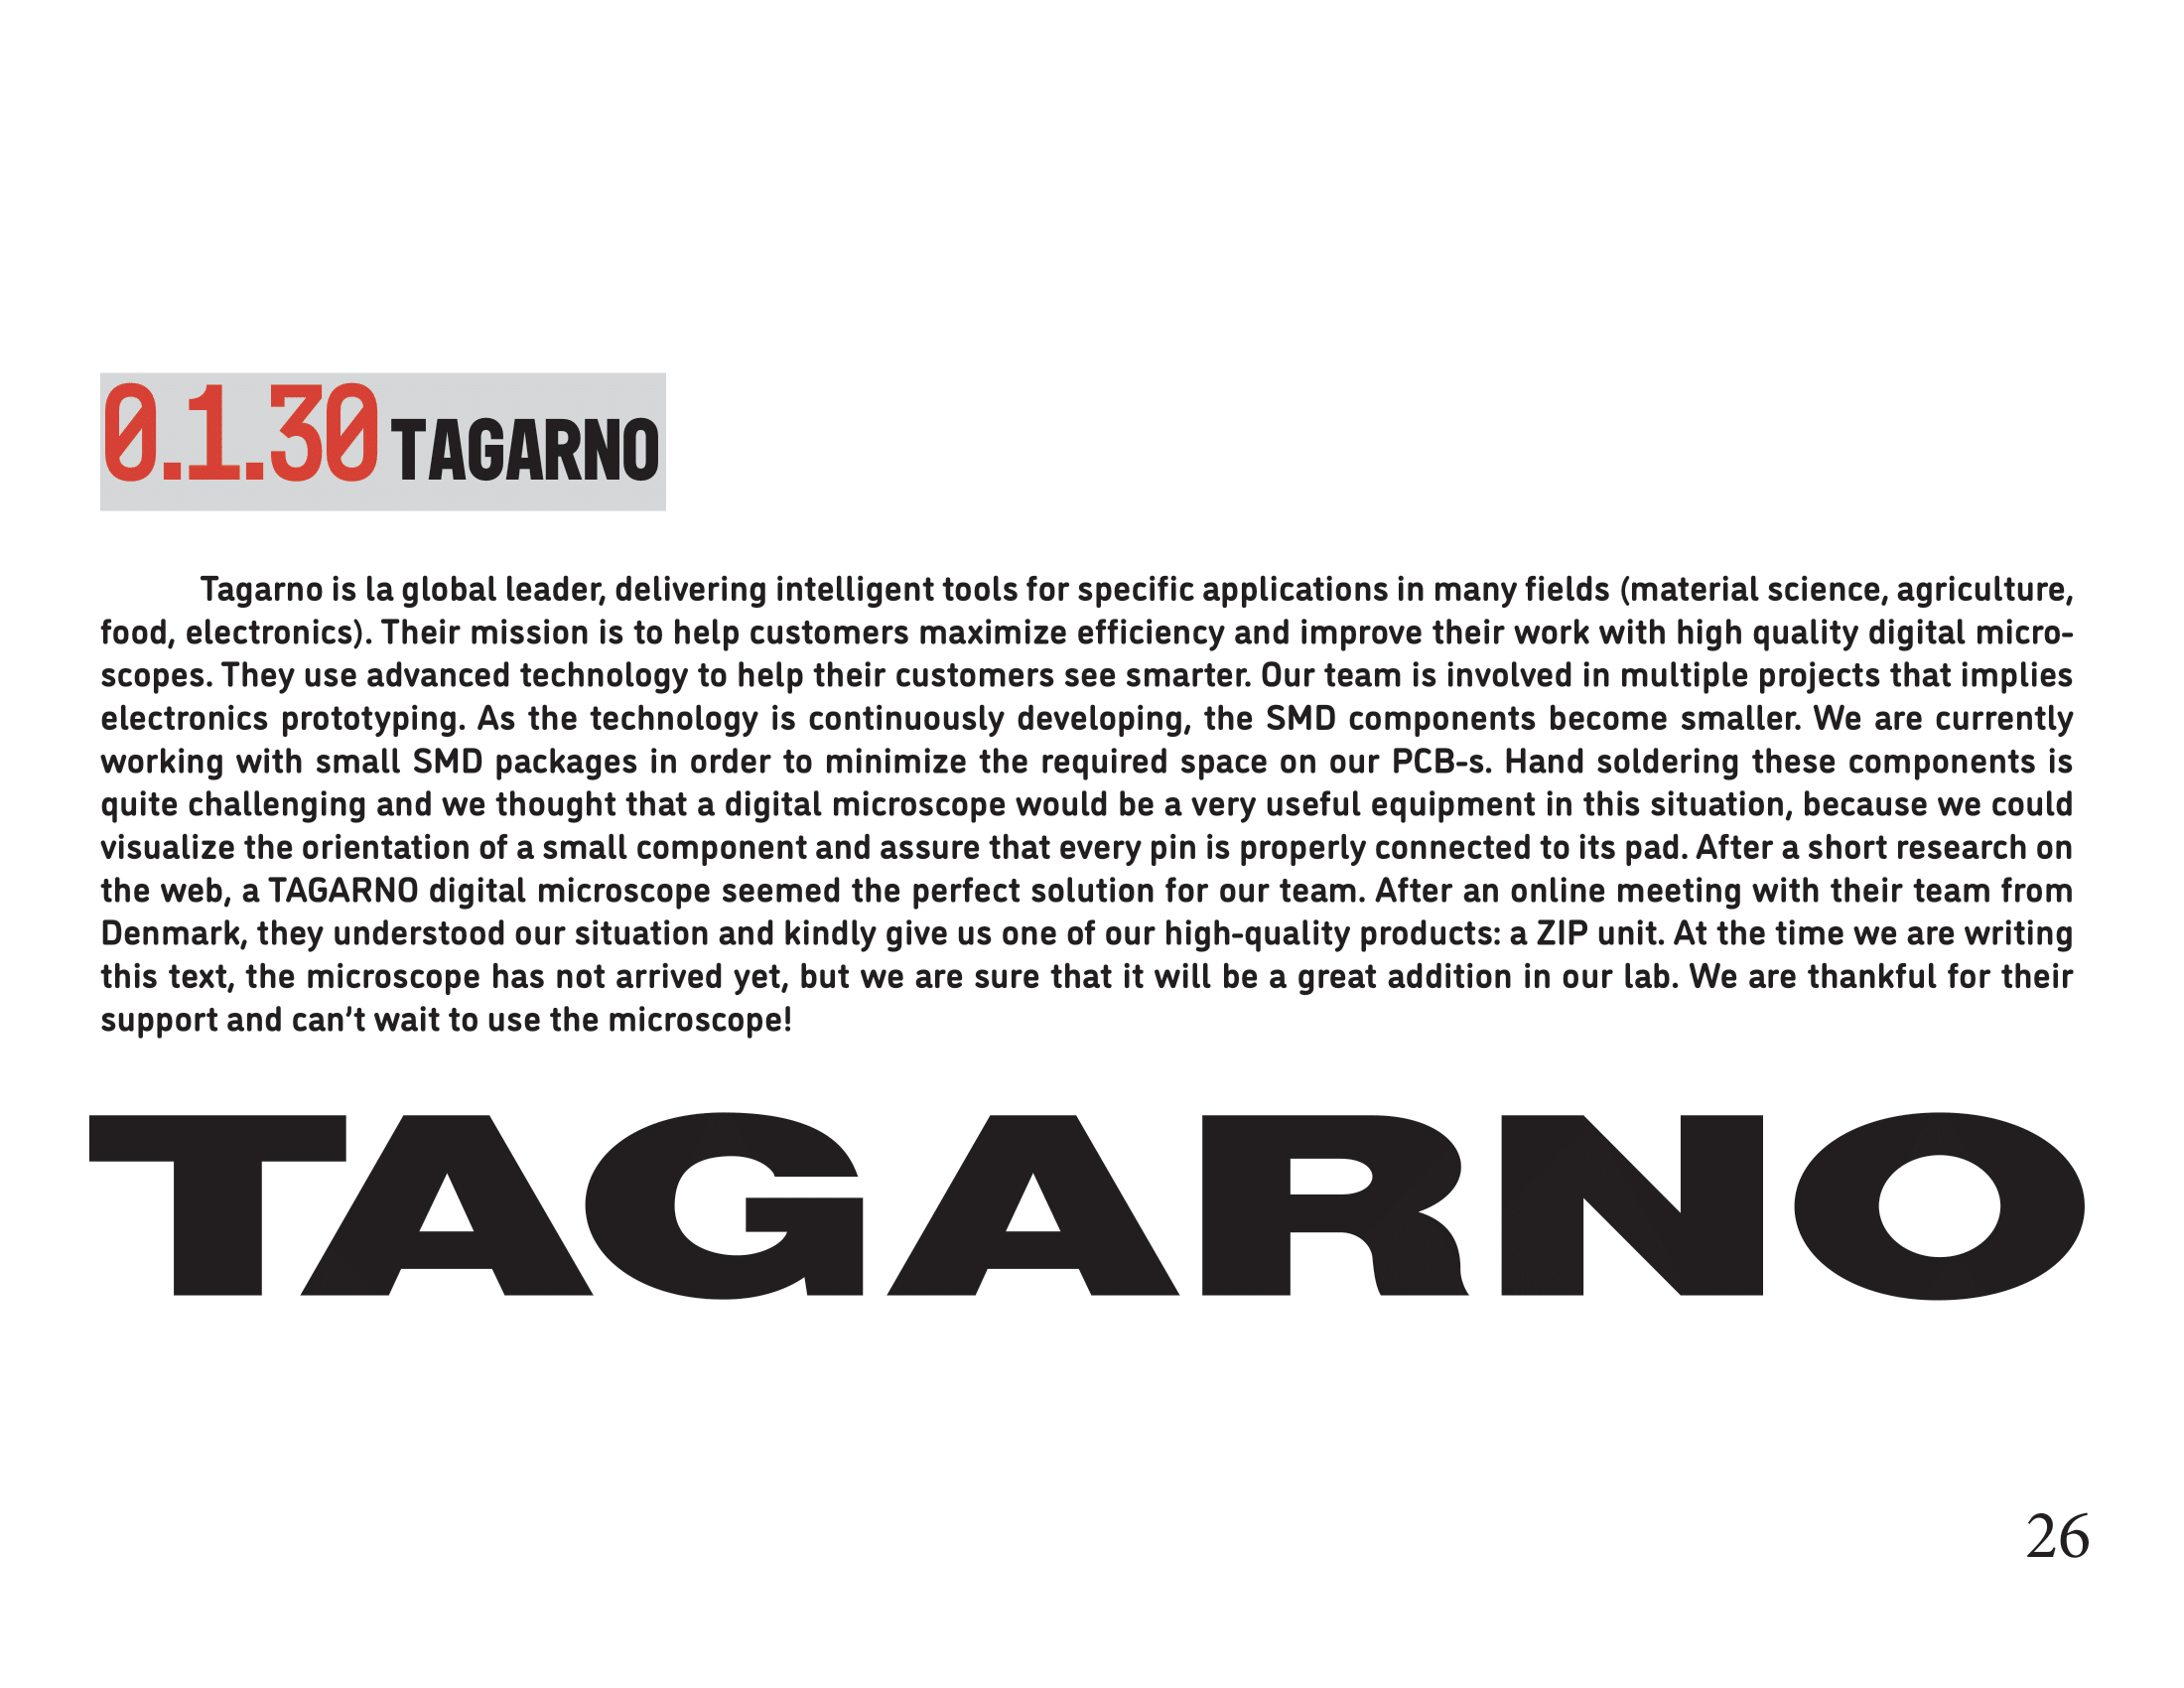 0.1.30 TAGARNO
Tagarno is la global leader, delivering intelligent tools for specific applications in many fields (material science, agriculture,
food, electronics). Their mission is to help customers maximize efficiency and improve their work with high quality digital micro-
scopes. They use advanced technology to help their customers see smarter. Our team is involved in multiple projects that implies
electronics prototyping. As the technology is continuously developing, the SMD components become smaller. We are currently
working with small SMD packages in order to minimize the required space on our PCB-s. Hand soldering these components is
quite challenging and we thought that a digital microscope would be a very useful equipment in this situation, because we could
visualize the orientation of a small component and assure that every pin is properly connected to its pad. After a short research on
the web, a TAGARNO digital microscope seemed the perfect solution for our team. After an online meeting with their team from
Denmark, they understood our situation and kindly give us one of our high-quality products: a ZIP unit. At the time we are writing
this text, the microscope has not arrived yet, but we are sure that it will be a great addition in our lab. We are thankful for their
support and can’t wait to use the microscope!
TAGARNO
26